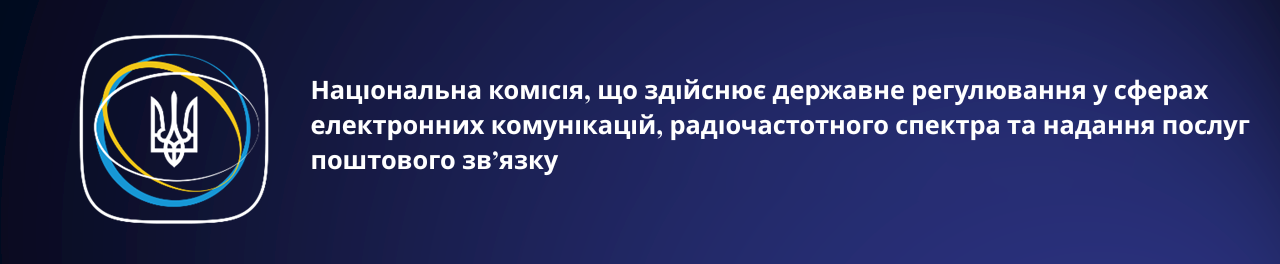 Національна комісія, що здійснює державне регулювання у сферах
електронних комунікацій, радіочастотного спектра та надання послуг
поштового зв’язку